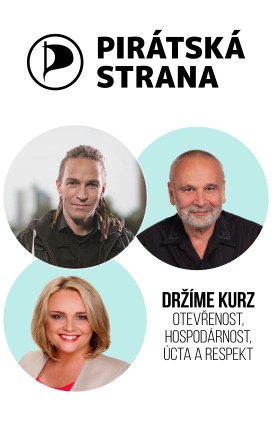 PIRÁTSKÁ
STRANA
DRŽÍME KURZ
OTEVŘENOST,
HOSPODÁRNOST,
ÚCTA A RESPEKT